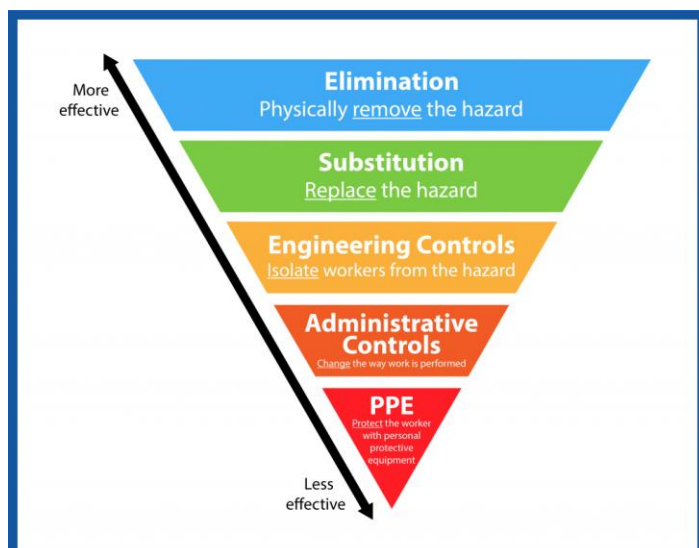 More
effective
Elimination
Physically remove the hazard
Substitution
Replace the hazard
Engineering Controls
Isolate workers from the hazard
Administrative
Controls
Change the way work is performed
PPE
Protect the worker
with personal
protective
equipment
Less
effective